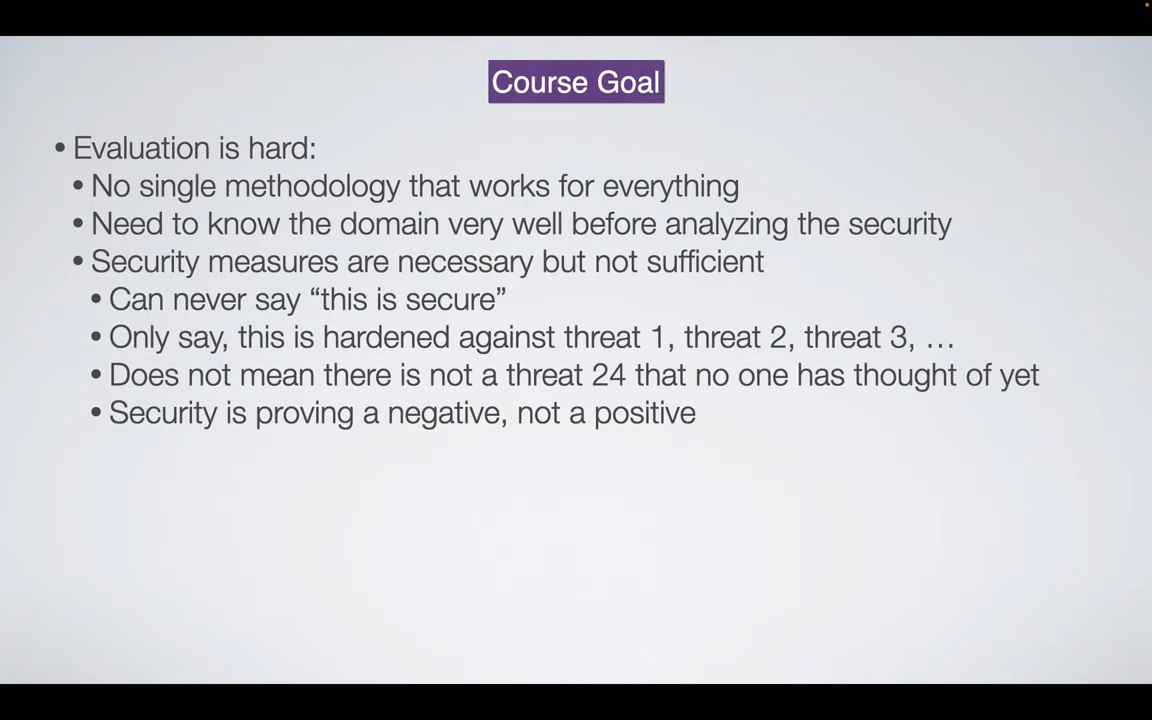 Course Goal
• Evaluation is hard:
• No single methodology that works for everything
• Need to know the domain very well before analyzing the security
• Security measures are necessary but not sufficient
• Can never say “this is secure”
• Only say, this is hardened against threat 1, threat 2, threat 3, …
• Does not mean there is not a threat 24 that no one has thought of yet
• Security is proving a negative, not a positive